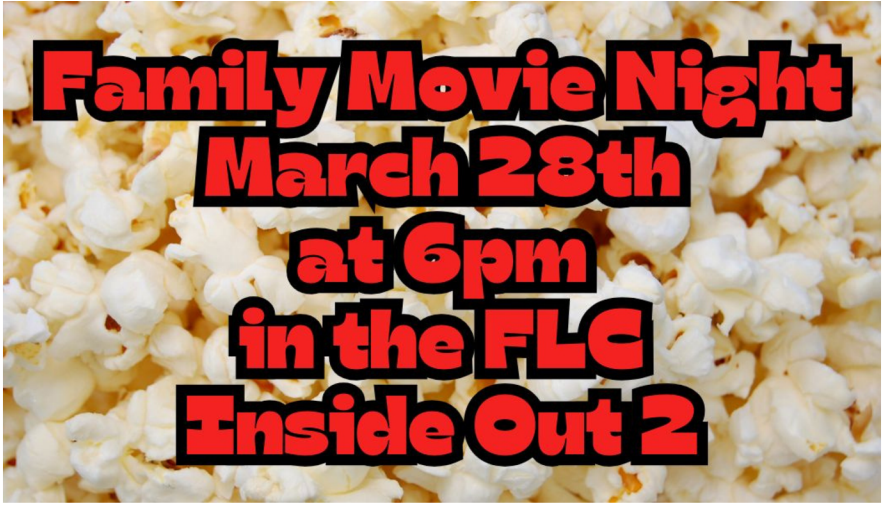 Family Movie Night
March 28th
at 6pm
in the FLC
Inside Out 2